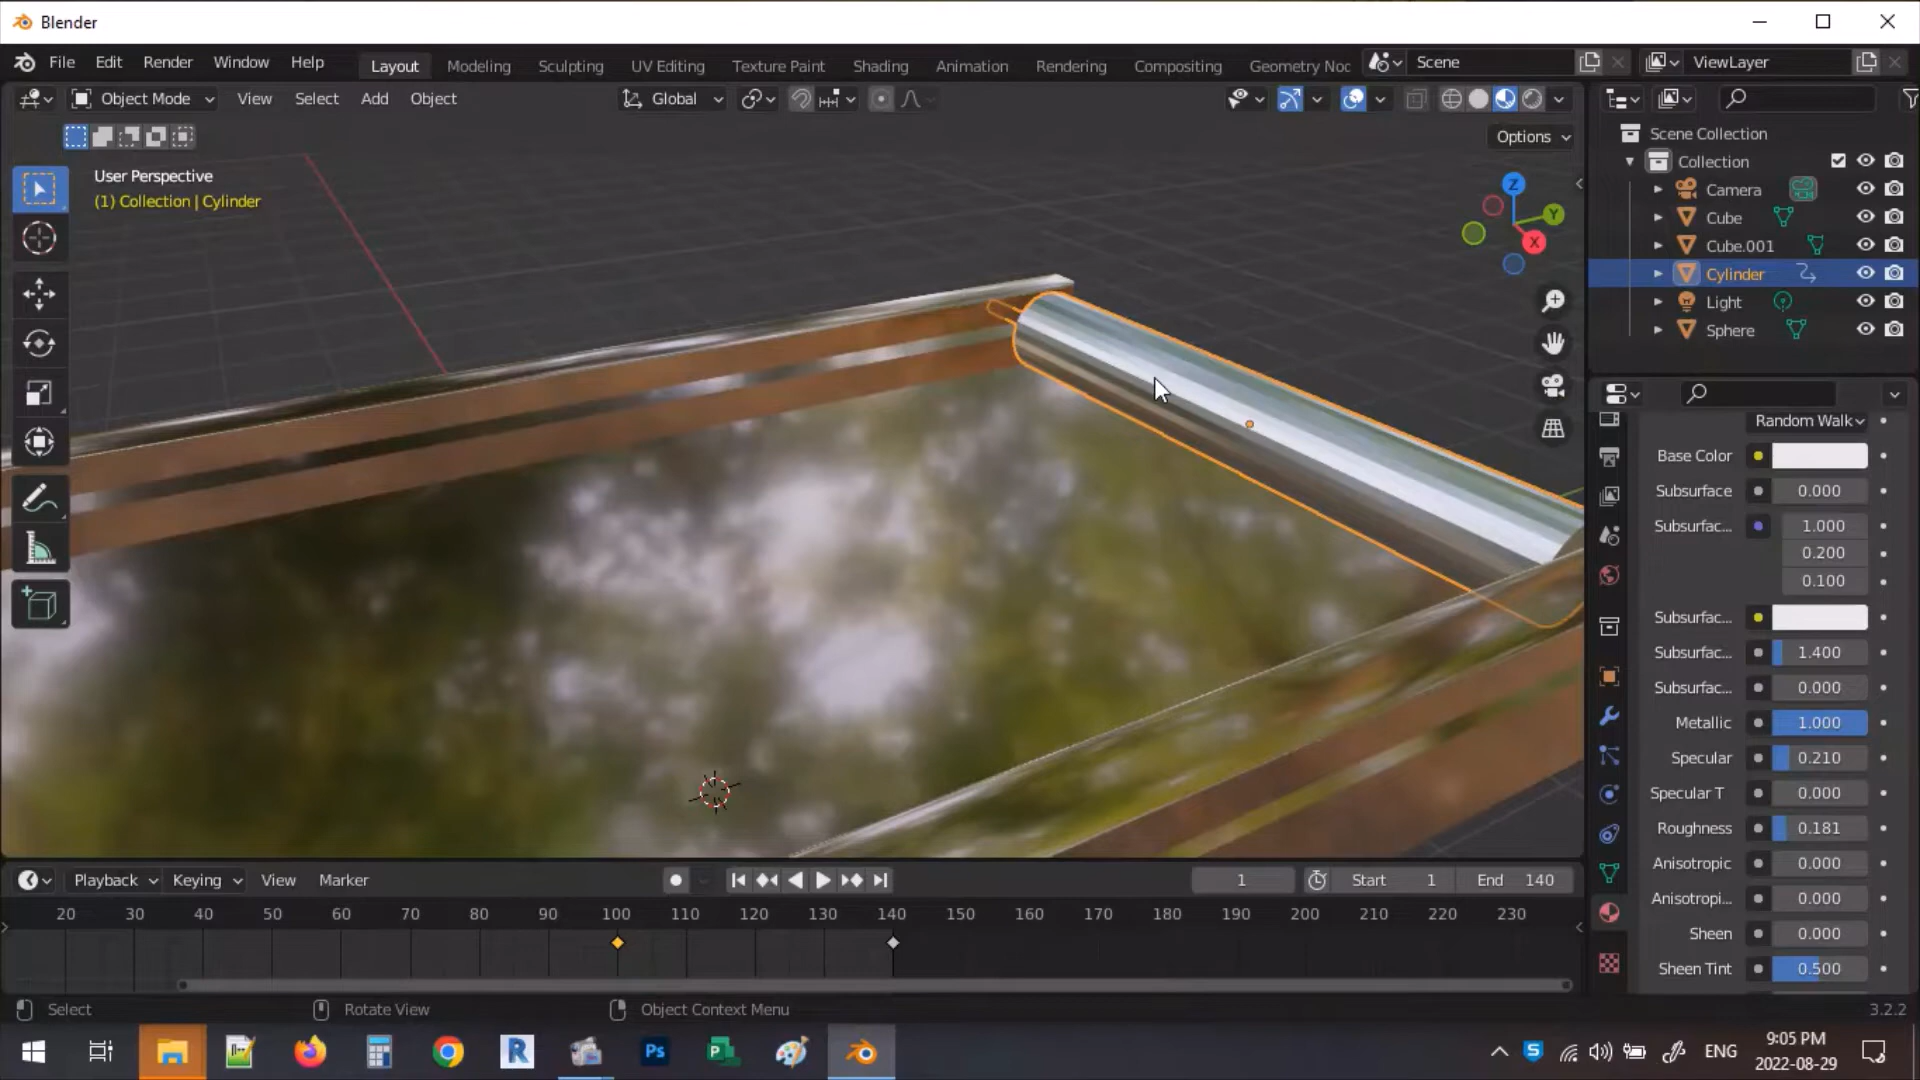 Blender
File Edit Render Window Help Layout Modeling Sculpting UV Editing Texture Paint Shading Animation Rendering Compositing Geometry Noc Scene ViewLayer
Object Mode View Select Add Object Global
Options
User Perspective
(1) Collection | Cylinder
Z
Y
X
Scene Collection
Collection
Camera
Cube
Cube.001
Cylinder
Light
Sphere
Random Walk
Base Color
Subsurface 0.000
Subsurfac... 1.000
0.200
0.100
Subsurfac...
Subsurfac... 1.400
Subsurfac... 0.000
Metallic 1.000
Specular 0.210
Specular T 0.000
Roughness 0.181
Anisotropic 0.000
Anisotropi... 0.000
Sheen 0.000
Sheen Tint 0.500
Playback Keying View Marker 1 Start 1 End 140
20 30 40 50 60 70 80 90 100 110 120 130 140 150 160 170 180 190 200 210 220 230
Select Rotate View Object Context Menu 3.2.2
R Ps P S ENG 9:05 PM
2022-08-29